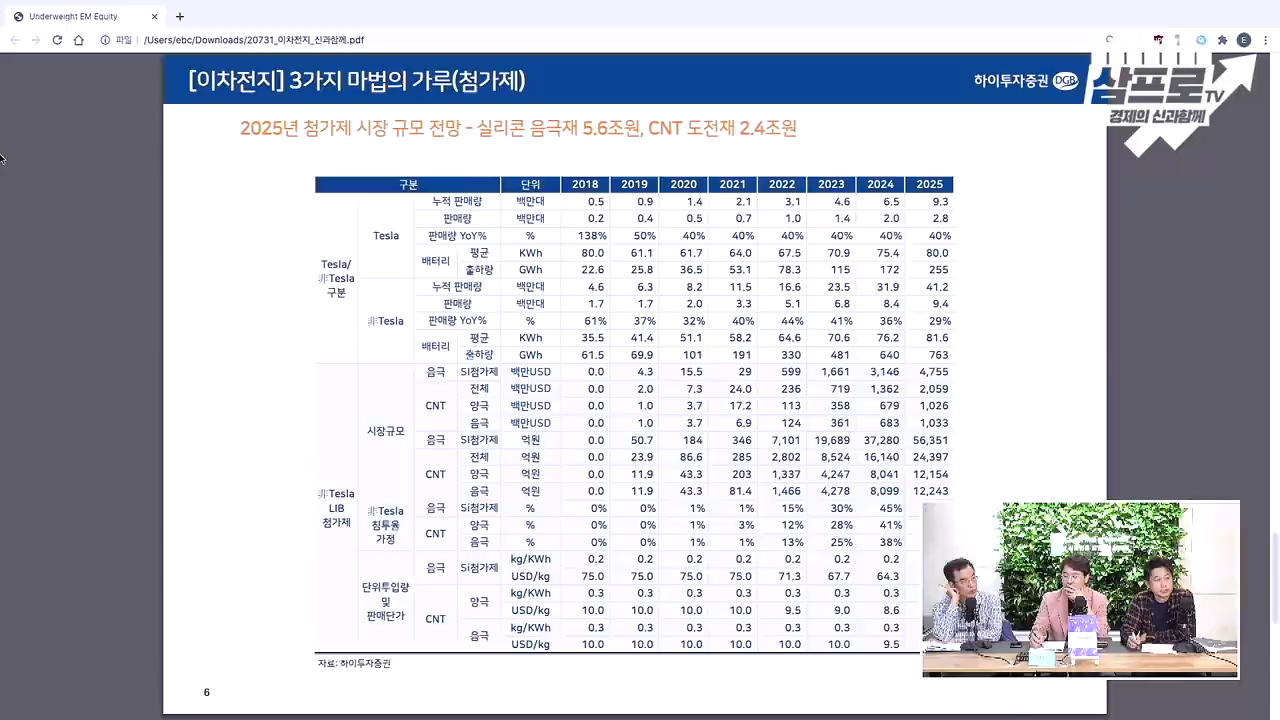 Underweight EM Equity
파일 /Users/ebc/Downloads/20731_이차전지_신과함께.pdf
E
[이차전지] 3가지 마법의 가루(첨가제)
하이투자증권 DGB
삼프로TV
경제의 신과함께
2025년 첨가제 시장 규모 전망 - 실리콘 음극재 5.6조원, CNT 도전재 2.4조원
구분 단위 2018 2019 2020 2021 2022 2023 2024 2025
Tesla/非Tesla 구분 Tesla 누적 판매량 백만대 0.5 0.9 1.4 2.1 3.1 4.6 6.5 9.3
판매량 백만대 0.2 0.4 0.5 0.7 1.0 1.4 2.0 2.8
판매량 YoY% % 138% 50% 40% 40% 40% 40% 40% 40%
배터리 평균 KWh 80.0 61.1 61.7 64.0 67.5 70.9 75.4 80.0
출하량 GWh 22.6 25.8 36.5 53.1 78.3 115 172 255
非Tesla 누적 판매량 백만대 4.6 6.3 8.2 11.5 16.6 23.5 31.9 41.2
판매량 백만대 1.7 1.7 2.0 3.3 5.1 6.8 8.4 9.4
판매량 YoY% % 61% 37% 32% 40% 44% 41% 36% 29%
배터리 평균 KWh 35.5 41.4 51.1 58.2 64.6 70.6 76.2 81.6
출하량 GWh 61.5 69.9 101 191 330 481 640 763
非Tesla LIB 첨가제 시장규모 음극 SI첨가제 백만USD 0.0 4.3 15.5 29 599 1,661 3,146 4,755
CNT 전체 백만USD 0.0 2.0 7.3 24.0 236 719 1,362 2,059
양극 백만USD 0.0 1.0 3.7 17.2 113 358 679 1,026
음극 백만USD 0.0 1.0 3.7 6.9 124 361 683 1,033
음극 SI첨가제 억원 0.0 50.7 184 346 7,101 19,689 37,280 56,351
CNT 전체 억원 0.0 23.9 86.6 285 2,802 8,524 16,140 24,397
양극 억원 0.0 11.9 43.3 203 1,337 4,247 8,041 12,154
음극 억원 0.0 11.9 43.3 81.4 1,466 4,278 8,099 12,243
非Tesla 침투율 가정 음극 Si첨가제 % 0% 0% 1% 1% 15% 30% 45%
CNT 양극 % 0% 0% 1% 3% 12% 28% 41%
음극 % 0% 0% 1% 1% 13% 25% 38%
단위투입량 및 판매단가 음극 Si첨가제 kg/KWh 0.2 0.2 0.2 0.2 0.2 0.2 0.2
USD/kg 75.0 75.0 75.0 75.0 71.3 67.7 64.3
CNT 양극 kg/KWh 0.3 0.3 0.3 0.3 0.3 0.3 0.3
USD/kg 10.0 10.0 10.0 10.0 9.5 9.0 8.6
음극 kg/KWh 0.3 0.3 0.3 0.3 0.3 0.3 0.3
USD/kg 10.0 10.0 10.0 10.0 10.0 10.0 9.5
자료: 하이투자증권
6